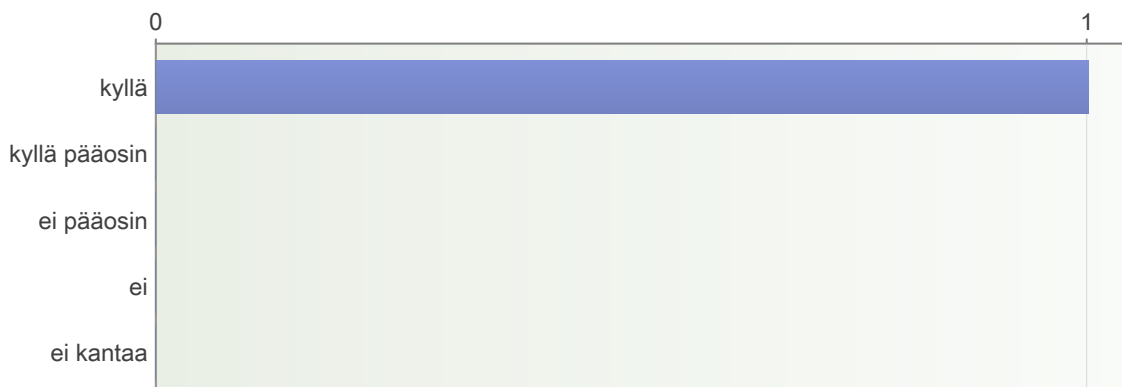 0 1
kyllä
kyllä pääosin
ei pääosin
ei
ei kantaa